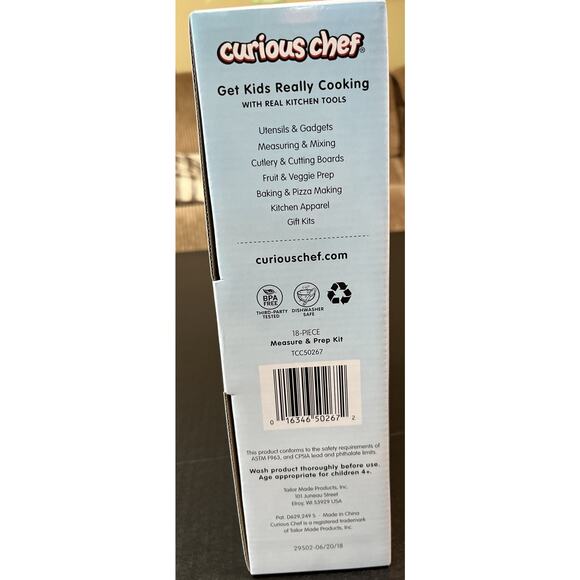 curious chef®
Get Kids Really Cooking
WITH REAL KITCHEN TOOLS
Utensils & Gadgets
Measuring & Mixing
Cutlery & Cutting Boards
Fruit & Veggie Prep
Baking & Pizza Making
Kitchen Apparel
Gift Kits
curiouschef.com
BPA FREE
THIRD-PARTY TESTED
DISHWASHER SAFE
18-PIECE
Measure & Prep Kit
TCC50267
0 16346 50267 2
This product conforms to the safety requirements of
ASTM F963, and CPSIA lead and phthalate limits.
Wash product thoroughly before use.
Age appropriate for children 4+.
Tailor Made Products, Inc.
101 Juneau Street
Elroy, WI 53929 USA
Pat. D629,249 S · Made in China
Curious Chef is a registered trademark
of Tailor Made Products, Inc.
29502-06/20/18